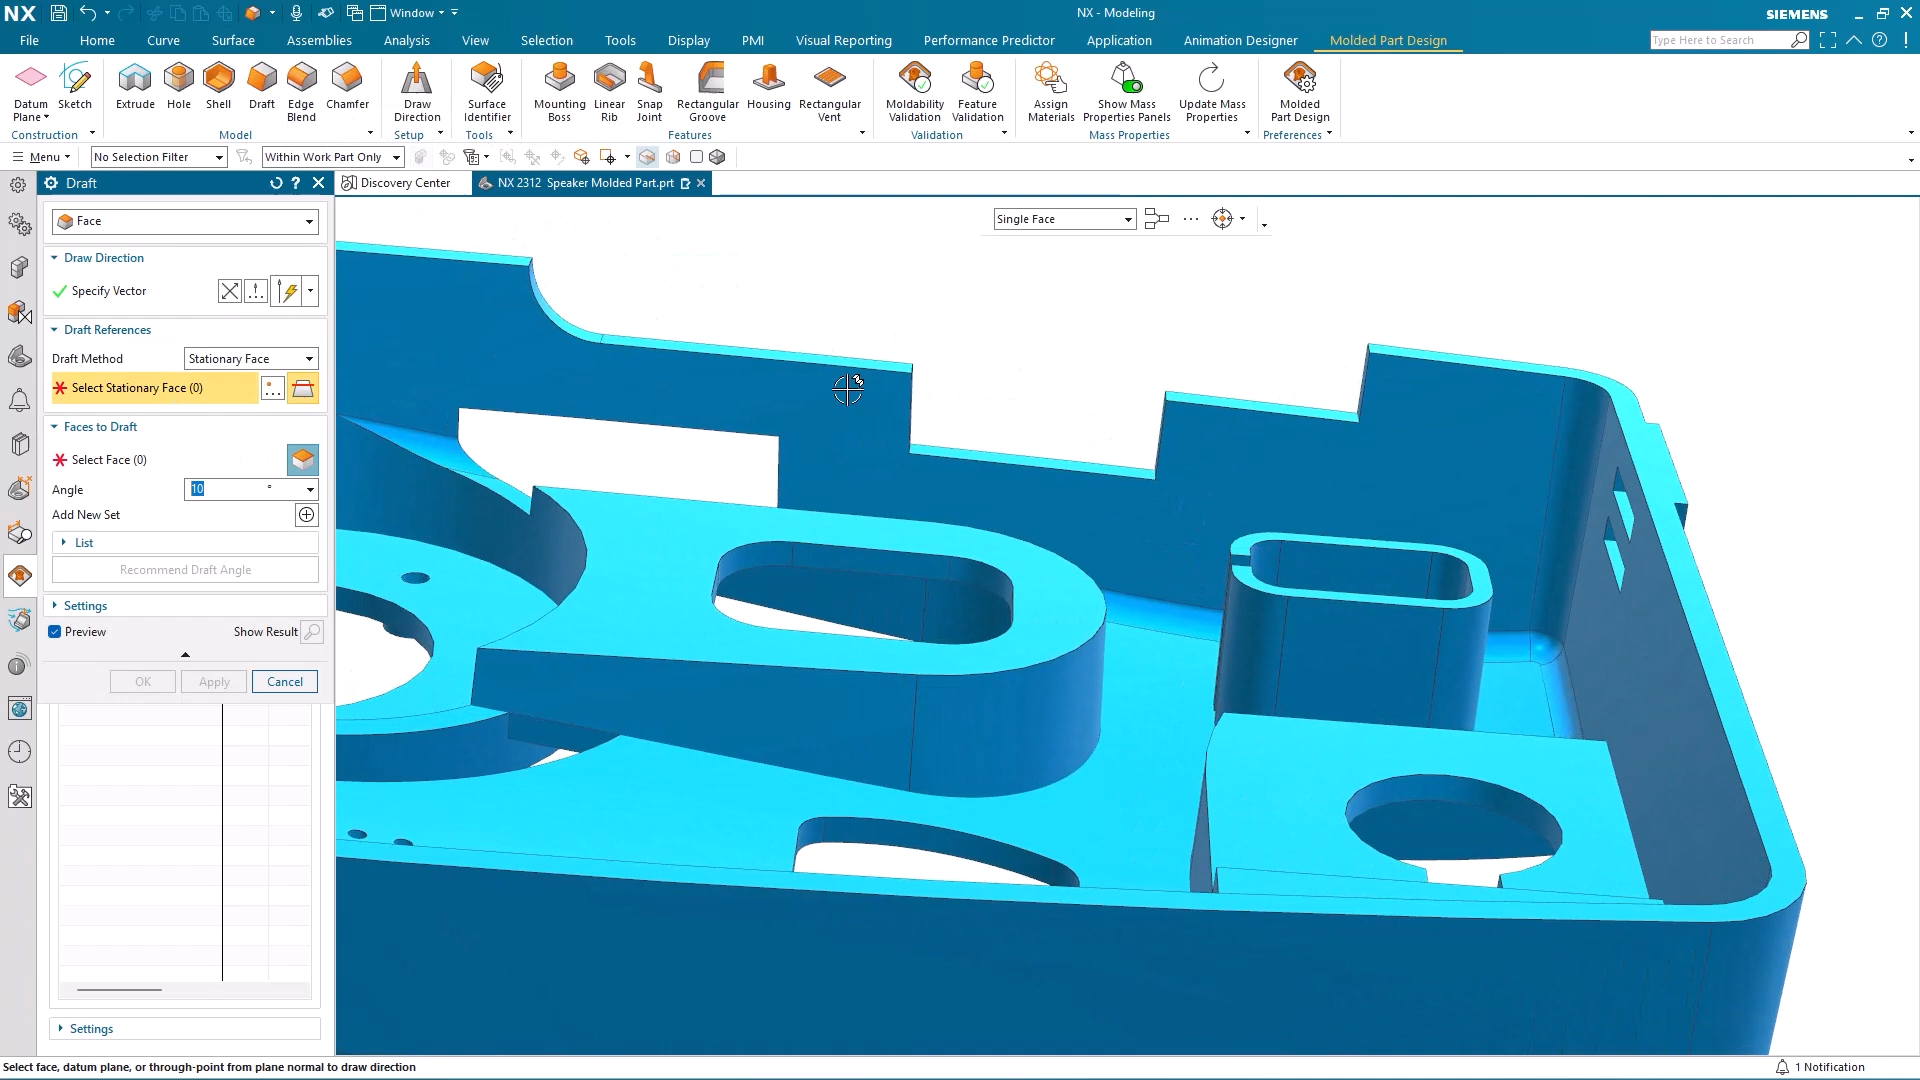 NX
Window
NX - Modeling
SIEMENS
File
Home
Curve
Surface
Assemblies
Analysis
View
Selection
Tools
Display
PMI
Visual Reporting
Performance Predictor
Application
Animation Designer
Molded Part Design
Type Here to Search
Datum
Plane
Sketch
Extrude
Hole
Shell
Draft
Edge
Blend
Chamfer
Draw
Direction
Surface
Identifier
Mounting
Boss
Linear
Rib
Snap
Joint
Rectangular
Groove
Housing
Rectangular
Vent
Moldability
Validation
Feature
Validation
Assign
Materials
Show Mass
Properties Panels
Update Mass
Properties
Molded
Part Design
Construction
Model
Setup
Tools
Features
Validation
Mass Properties
Preferences
Menu
No Selection Filter
Within Work Part Only
Draft
Discovery Center
NX 2312 Speaker Molded Part.prt
Face
Single Face
Draw Direction
Specify Vector
Draft References
Draft Method
Stationary Face
* Select Stationary Face (0)
Faces to Draft
* Select Face (0)
Angle
10
°
Add New Set
List
Recommend Draft Angle
Settings
Preview
Show Result
OK
Apply
Cancel
Settings
Select face, datum plane, or through-point from plane normal to draw direction
1 Notification